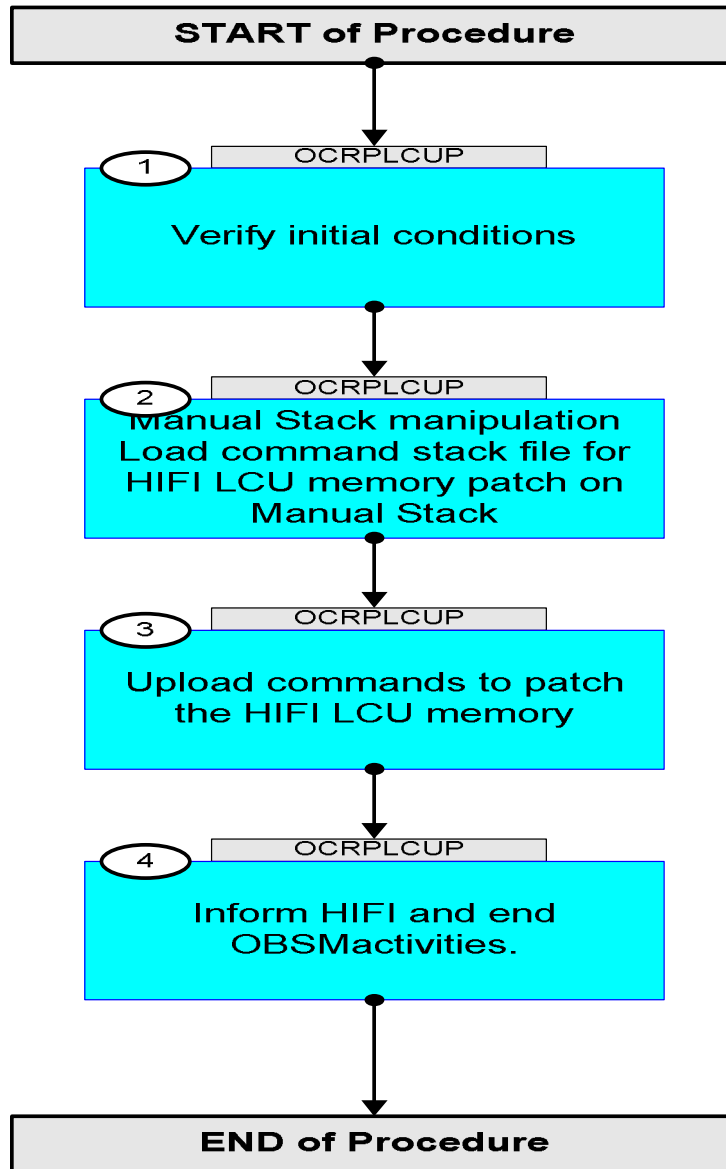 START of Procedure
OCRPLCUP
1
Verify initial conditions
OCRPLCUP
2
Manual Stack manipulation
Load command stack file for
HIFI LCU memory patch on
Manual Stack
OCRPLCUP
3
Upload commands to patch
the HIFI LCU memory
OCRPLCUP
4
Inform HIFI and end
OBSMactivities.
END of Procedure